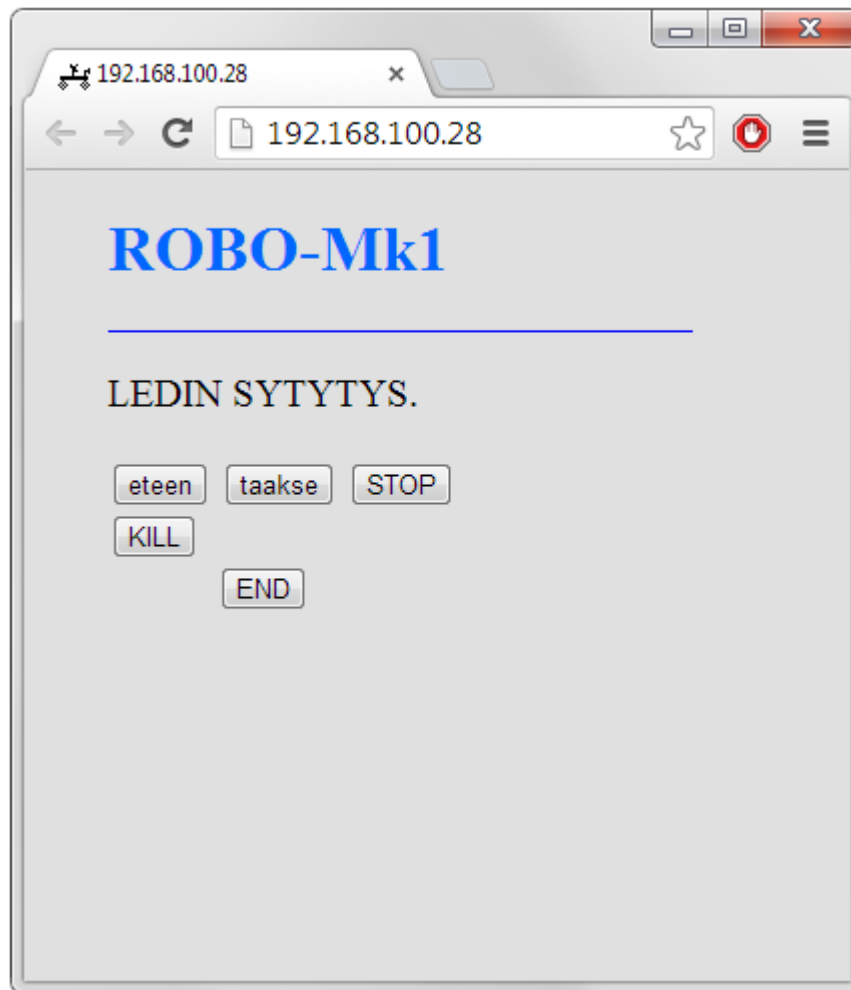 192.168.100.28
192.168.100.28
ROBO-Mk1
LEDIN SYTYTYS.
eteen taakse STOP
KILL
END